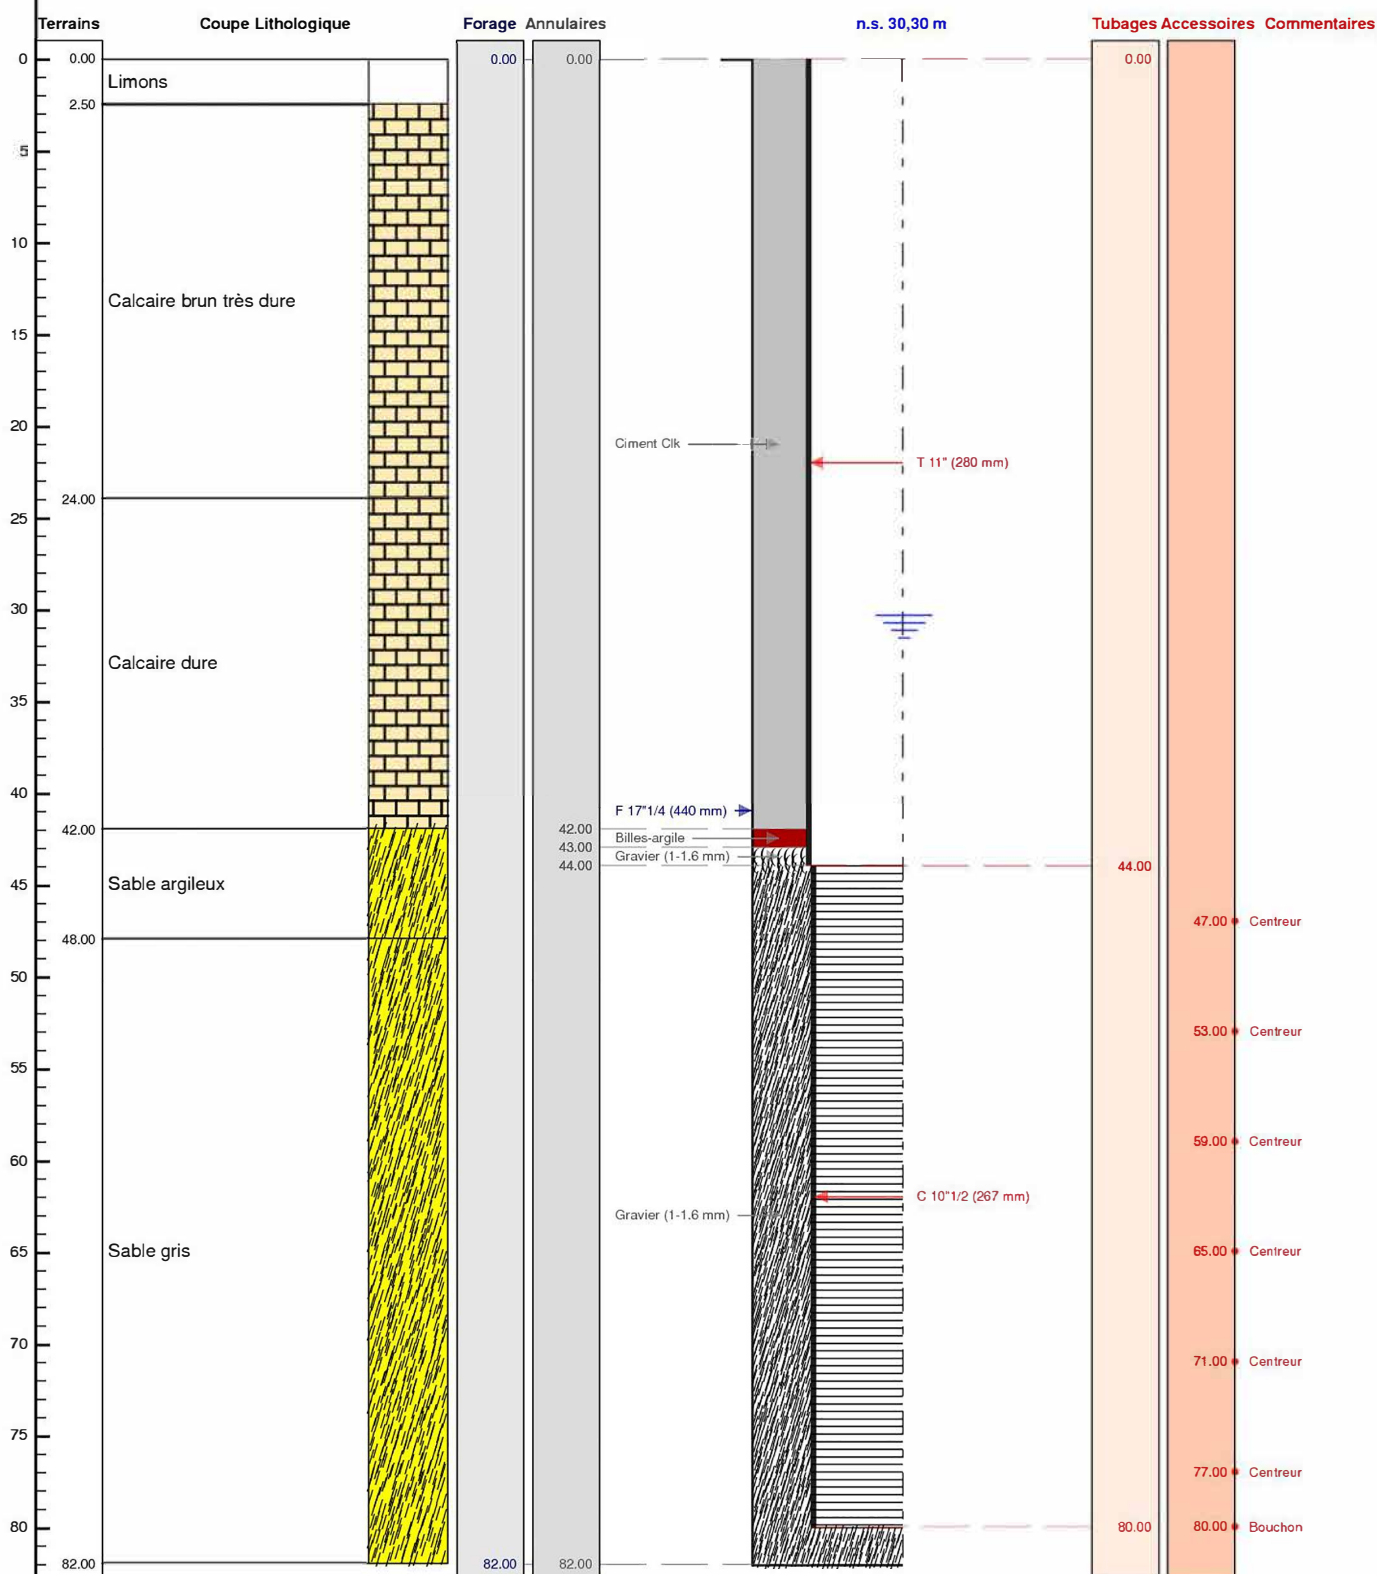 Terrains Coupe Lithologique Forage Annulaires n.s. 30,30 m Tubages Accessoires Commentaires
0 0.00 0.00 0.00 0.00
Limons
2.50
5
10
Calcaire brun très dure
15
20
Ciment Clk
T 11" (280 mm)
24.00
25
30
Calcaire dure
35
40
F 17"1/4 (440 mm)
42.00 42.00
Billes-argile
43.00
Gravier (1-1.6 mm)
44.00 44.00
Sable argileux
45
47.00 Centreur
48.00
50
53.00 Centreur
55
59.00 Centreur
60
C 10"1/2 (267 mm)
Gravier (1-1.6 mm)
Sable gris
65 65.00 Centreur
70
71.00 Centreur
75
77.00 Centreur
80 80.00 80.00 Bouchon
82.00 82.00 82.00